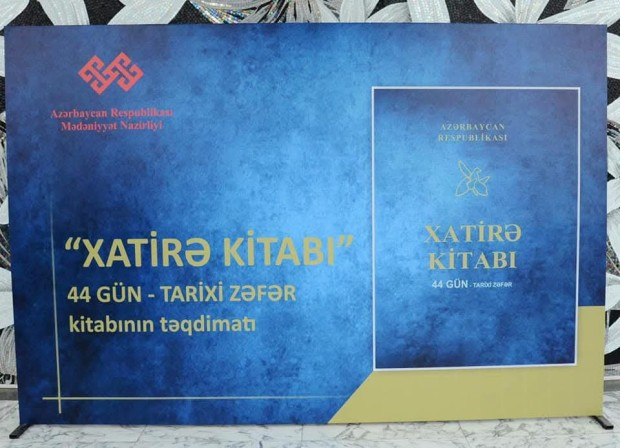 Azərbaycan Respublikası
Mədəniyyət Nazirliyi
“XATİRƏ KİTABI”
44 GÜN - TARİXİ ZƏFƏR
kitabının təqdimatı
AZƏRBAYCAN
RESPUBLİKASI
XATİRƏ
KİTABI
44 GÜN - TARİXİ ZƏFƏR